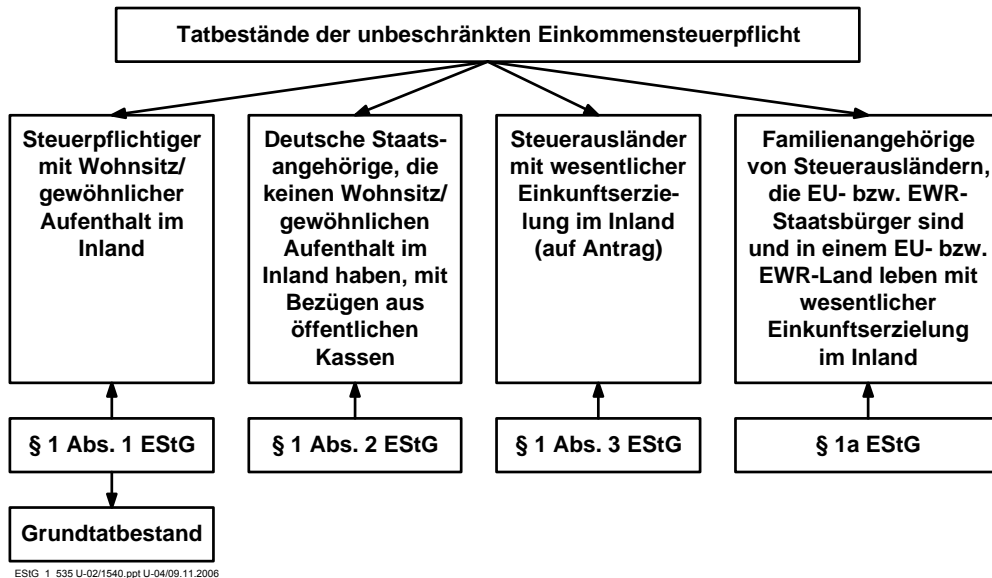 Tatbestände der unbeschränkten Einkommensteuerpflicht
Steuerpflichtiger
mit Wohnsitz/
gewöhnlicher
Aufenthalt im
Inland
Deutsche Staats-
angehörige, die
keinen Wohnsitz/
gewöhnlichen
Aufenthalt im
Inland haben, mit
Bezügen aus
öffentlichen
Kassen
Steuerausländer
mit wesentlicher
Einkunftserzie-
lung im Inland
(auf Antrag)
Familienangehörige
von Steuerausländern,
die EU- bzw. EWR-
Staatsbürger sind
und in einem EU- bzw.
EWR-Land leben mit
wesentlicher
Einkunftserzielung
im Inland
§ 1 Abs. 1 EStG
§ 1 Abs. 2 EStG
§ 1 Abs. 3 EStG
§ 1a EStG
Grundtatbestand
EStG_1_535 U-02/1540.ppt U-04/09.11.2006